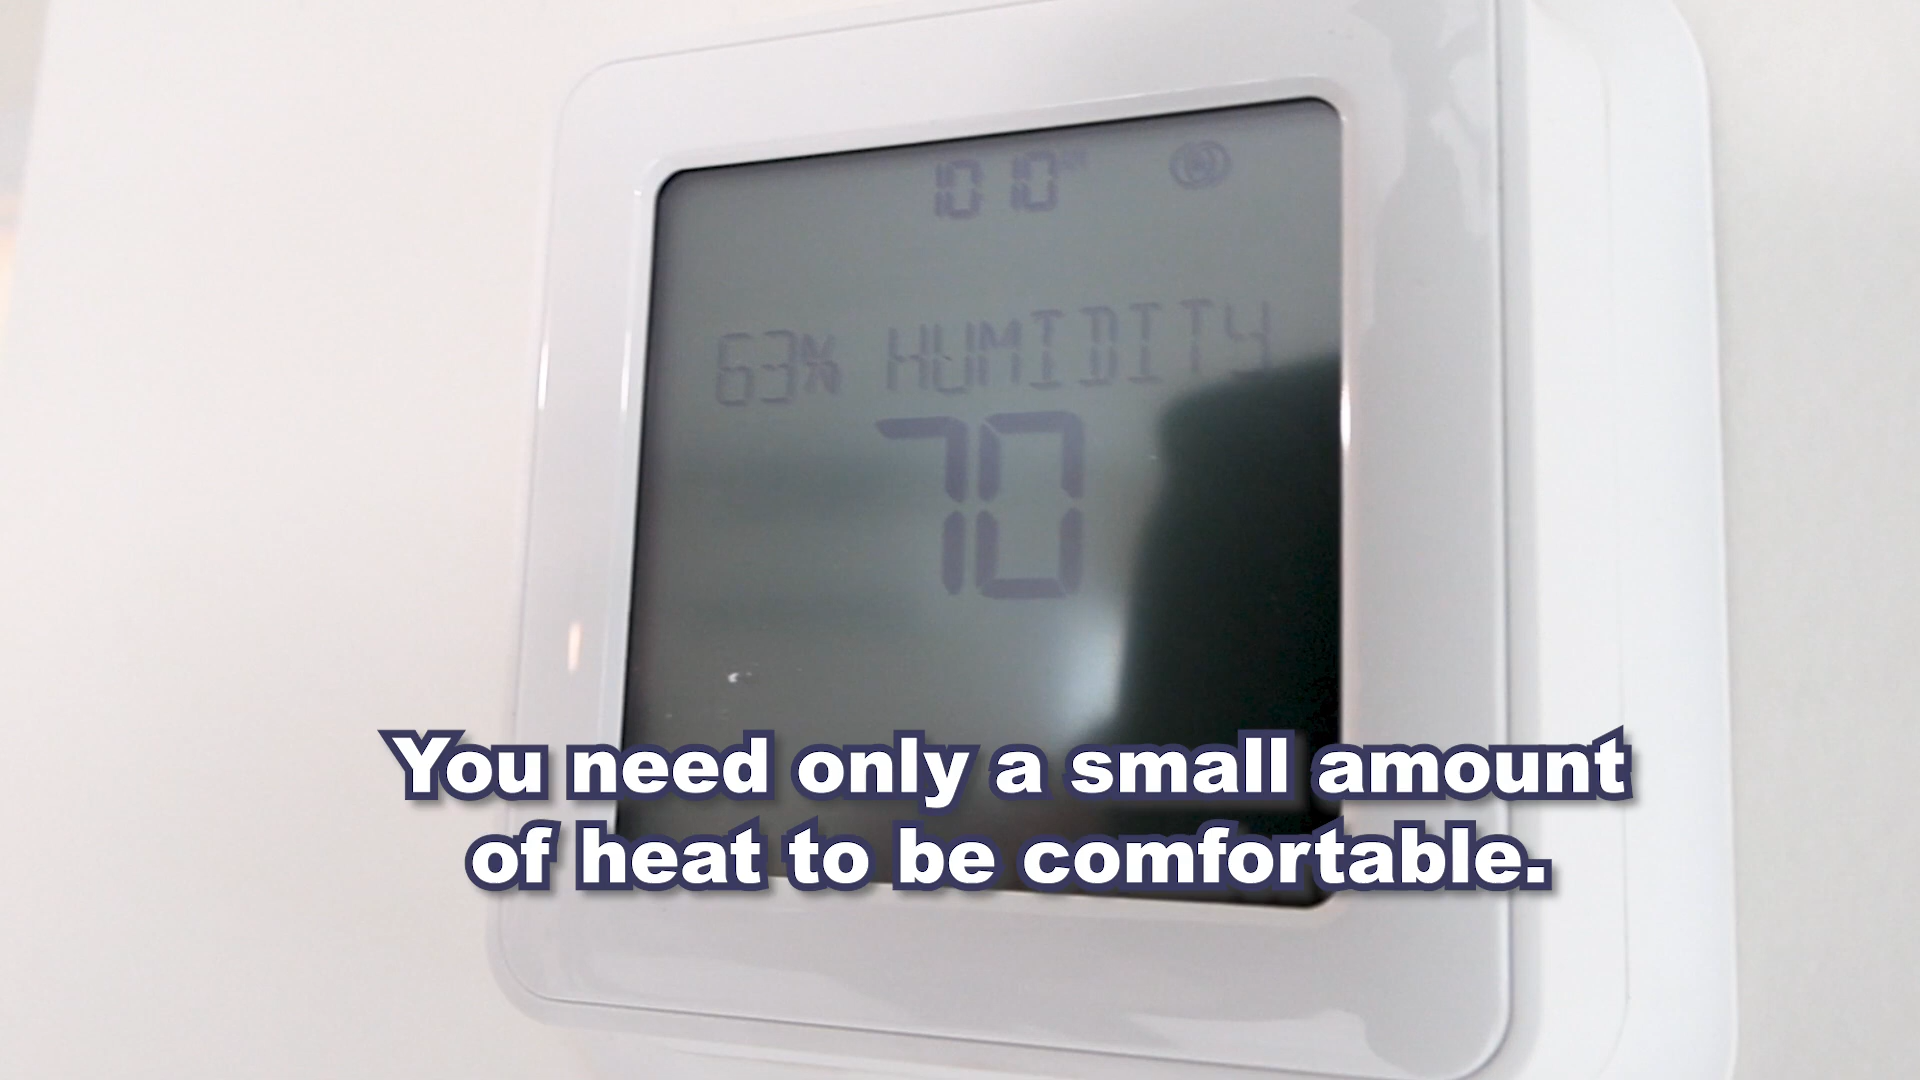 10 10
63% HUMIDITY
70
You need only a small amount
of heat to be comfortable.